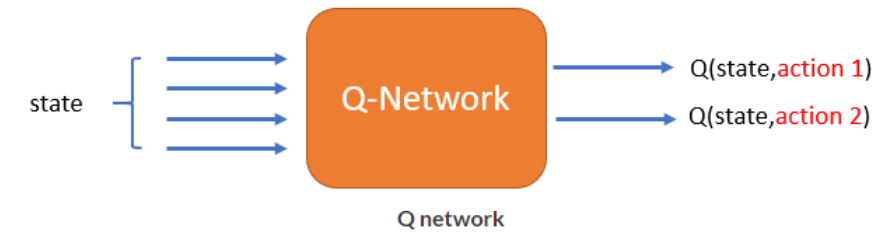 state
Q-Network
Q(state,action 1)
Q(state,action 2)
Q network